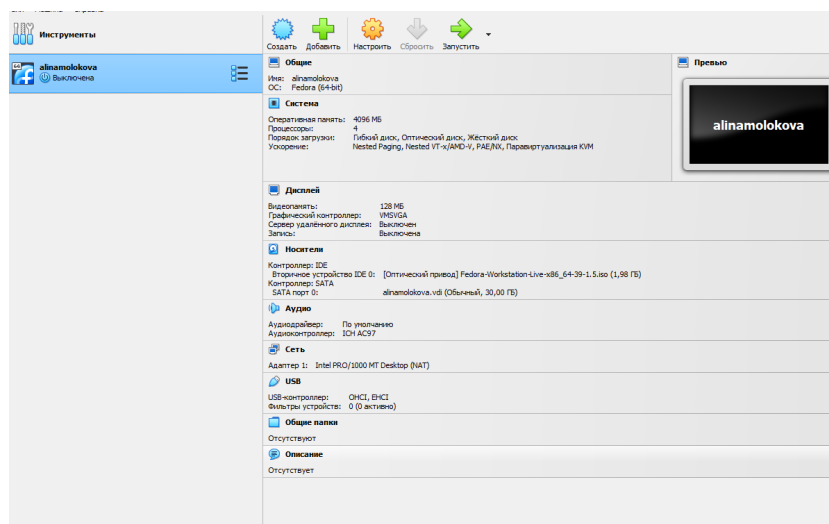 Инструменты
Создать Добавить Настроить Сбросить Запустить
64
alinamolokova
Выключена
Общие
Имя: alinamolokova
ОС: Fedora (64-bit)
Превью
alinamolokova
Система
Оперативная память: 4096 МБ
Процессоры: 4
Порядок загрузки: Гибкий диск, Оптический диск, Жёсткий диск
Ускорение: Nested Paging, Nested VT-x/AMD-V, PAE/NX, Паравиртуализация KVM
Дисплей
Видеопамять: 128 МБ
Графический контроллер: VMSVGA
Сервер удалённого дисплея: Выключен
Запись: Выключена
Носители
Контроллер: IDE
Вторичное устройство IDE 0: [Оптический привод] Fedora-Workstation-Live-x86_64-39-1.5.iso (1,98 ГБ)
Контроллер: SATA
SATA порт 0: alinamolokova.vdi (Обычный, 30,00 ГБ)
Аудио
Аудиодрайвер: По умолчанию
Аудиоконтроллер: ICH AC97
Сеть
Адаптер 1: Intel PRO/1000 MT Desktop (NAT)
USB
USB-контроллер: OHCI, EHCI
Фильтры устройств: 0 (0 активно)
Общие папки
Отсутствуют
Описание
Отсутствует